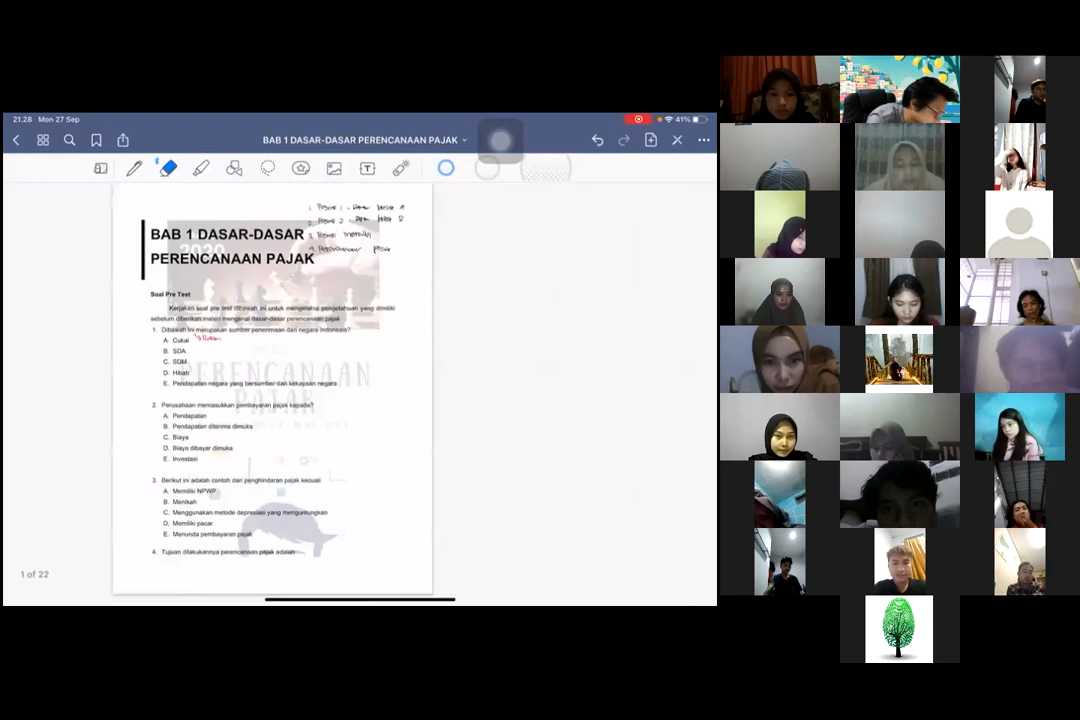 21.28 Mon 27 Sep
41%
BAB 1 DASAR-DASAR PERENCANAAN PAJAK
BAB 1 DASAR-DASAR
PERENCANAAN PAJAK
2020
Soal Pre Test
Kerjakan soal pre test dibawah ini untuk mengetahui pengetahuan yang dimiliki
sebelum diberikan materi mengenai dasar-dasar perencanaan pajak
1. Dibawah ini merupakan sumber penerimaan dari negara Indonesia?
A. Cukai
B. SDA
C. SDM
D. Hibah
E. Pendapatan negara yang bersumber dari kekayaan negara
PERENCANAAN
PAJAK
2. Perusahaan memasukkan pembayaran pajak kepada?
A. Pendapatan
B. Pendapatan diterima dimuka
C. Biaya
D. Biaya dibayar dimuka
E. Investasi
3. Berikut ini adalah contoh dari penghindaran pajak kecuali
A. Memiliki NPWP
B. Menikah
C. Menggunakan metode depresiasi yang menguntungkan
D. Memiliki pacar
E. Menunda pembayaran pajak
4. Tujuan dilakukannya perencanaan pajak adalah
1 of 22